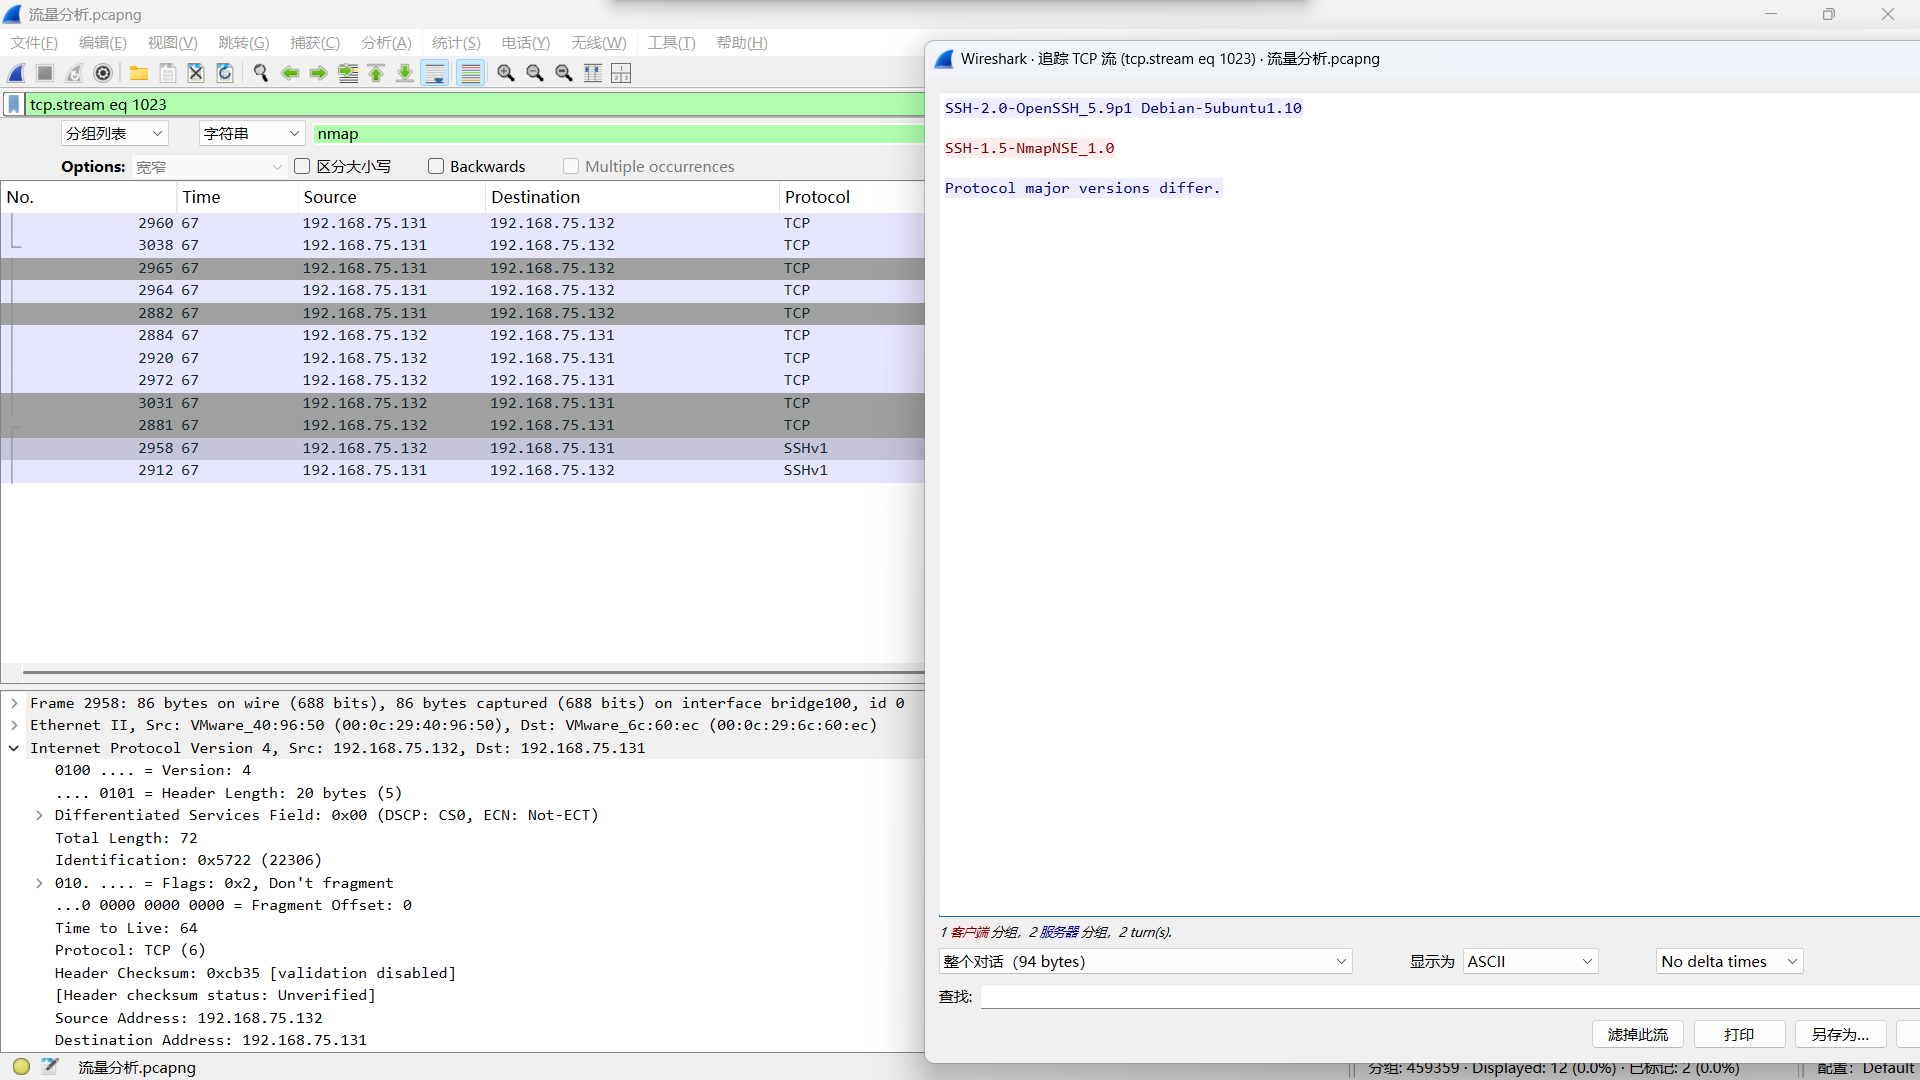 流量分析.pcapng
文件(F) 编辑(E) 视图(V) 跳转(G) 捕获(C) 分析(A) 统计(S) 电话(Y) 无线(W) 工具(T) 帮助(H)
tcp.stream eq 1023
分组列表 字符串 nmap
Options: 宽窄 区分大小写 Backwards Multiple occurrences
No. Time Source Destination Protocol
2960 67 192.168.75.131 192.168.75.132 TCP
3038 67 192.168.75.131 192.168.75.132 TCP
2965 67 192.168.75.131 192.168.75.132 TCP
2964 67 192.168.75.131 192.168.75.132 TCP
2882 67 192.168.75.131 192.168.75.132 TCP
2884 67 192.168.75.132 192.168.75.131 TCP
2920 67 192.168.75.132 192.168.75.131 TCP
2972 67 192.168.75.132 192.168.75.131 TCP
3031 67 192.168.75.132 192.168.75.131 TCP
2881 67 192.168.75.132 192.168.75.131 TCP
2958 67 192.168.75.132 192.168.75.131 SSHv1
2912 67 192.168.75.131 192.168.75.132 SSHv1
Frame 2958: 86 bytes on wire (688 bits), 86 bytes captured (688 bits) on interface bridge100, id 0
Ethernet II, Src: VMware_40:96:50 (00:0c:29:40:96:50), Dst: VMware_6c:60:ec (00:0c:29:6c:60:ec)
Internet Protocol Version 4, Src: 192.168.75.132, Dst: 192.168.75.131
0100 .... = Version: 4
.... 0101 = Header Length: 20 bytes (5)
Differentiated Services Field: 0x00 (DSCP: CS0, ECN: Not-ECT)
Total Length: 72
Identification: 0x5722 (22306)
010. .... = Flags: 0x2, Don't fragment
...0 0000 0000 0000 = Fragment Offset: 0
Time to Live: 64
Protocol: TCP (6)
Header Checksum: 0xcb35 [validation disabled]
[Header checksum status: Unverified]
Source Address: 192.168.75.132
Destination Address: 192.168.75.131
流量分析.pcapng
Wireshark · 追踪 TCP 流 (tcp.stream eq 1023) · 流量分析.pcapng
SSH-2.0-OpenSSH_5.9p1 Debian-5ubuntu1.10
SSH-1.5-NmapNSE_1.0
Protocol major versions differ.
1 客户端 分组, 2 服务器 分组, 2 turn(s).
整个对话 (94 bytes) 显示为 ASCII No delta times
查找:
滤掉此流 打印 另存为...
分组: 459359 · Displayed: 12 (0.0%) · 已标记: 2 (0.0%) 配置: Default